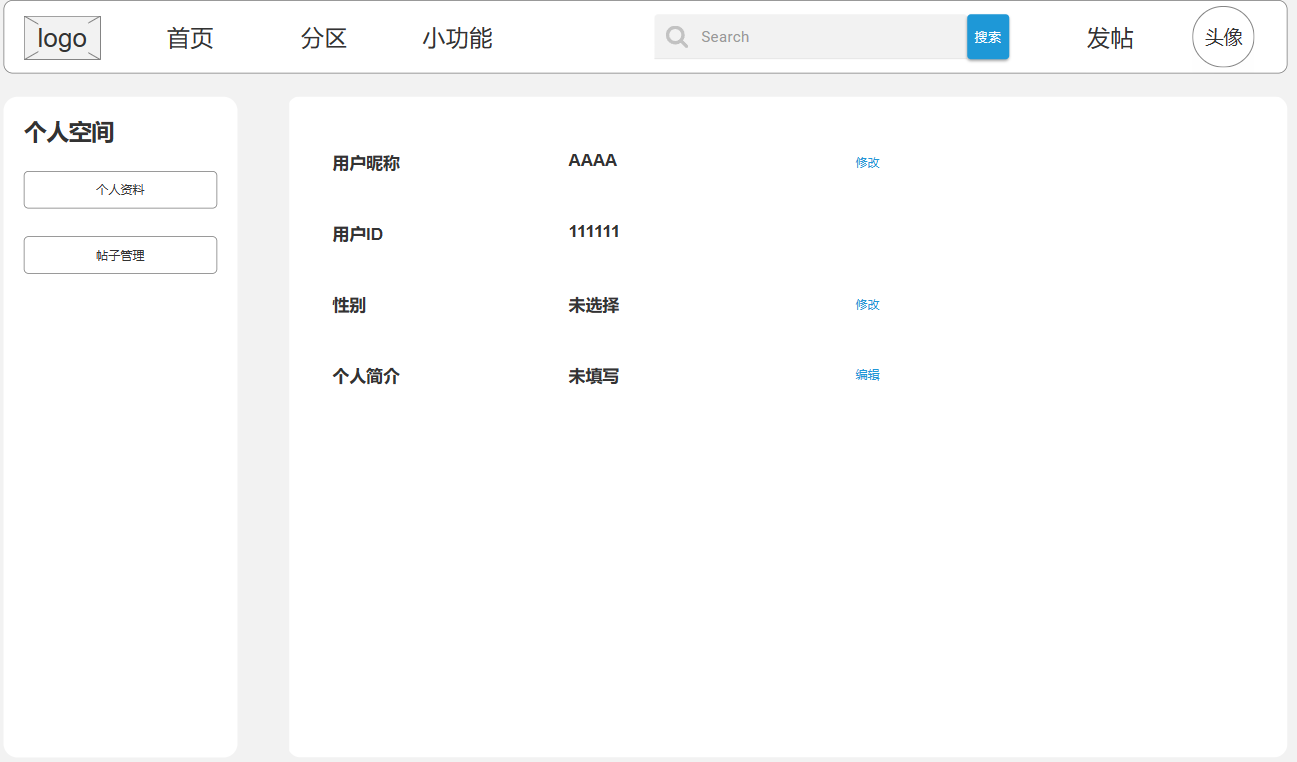 logo 首页 分区 小功能 Search 搜索 发帖 头像
个人空间
个人资料
帖子管理
用户昵称 AAAA 修改
用户ID 111111
性别 未选择 修改
个人简介 未填写 编辑